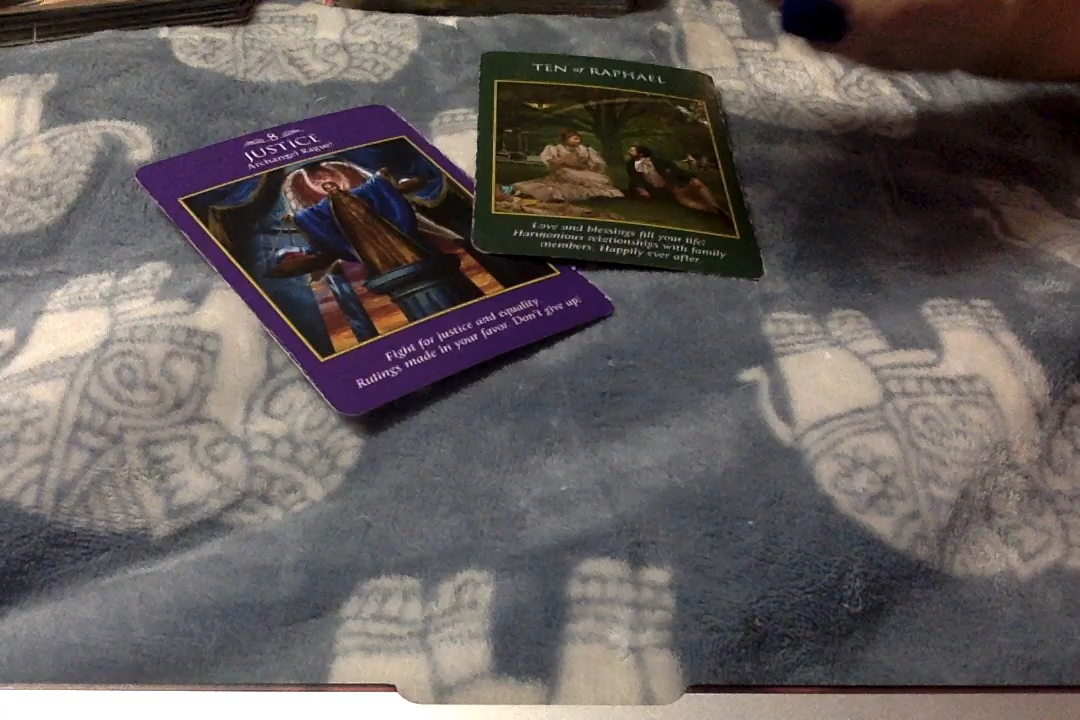 8
JUSTICE
Archangel Raguel
Fight for justice and equality
Rulings made in your favor. Don't give up!
TEN of RAPHAEL
Love and blessings fill your life!
Harmonious relationships with family
members. Happily ever after.